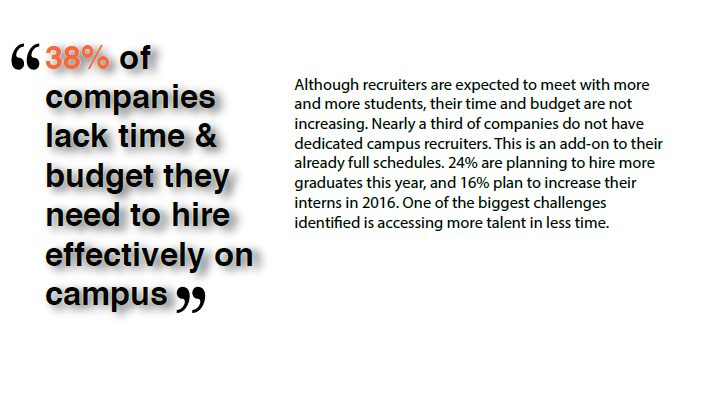 “38% of
companies
lack time &
budget they
need to hire
effectively on
campus”
Although recruiters are expected to meet with more
and more students, their time and budget are not
increasing. Nearly a third of companies do not have
dedicated campus recruiters. This is an add-on to their
already full schedules. 24% are planning to hire more
graduates this year, and 16% plan to increase their
interns in 2016. One of the biggest challenges
identified is accessing more talent in less time.